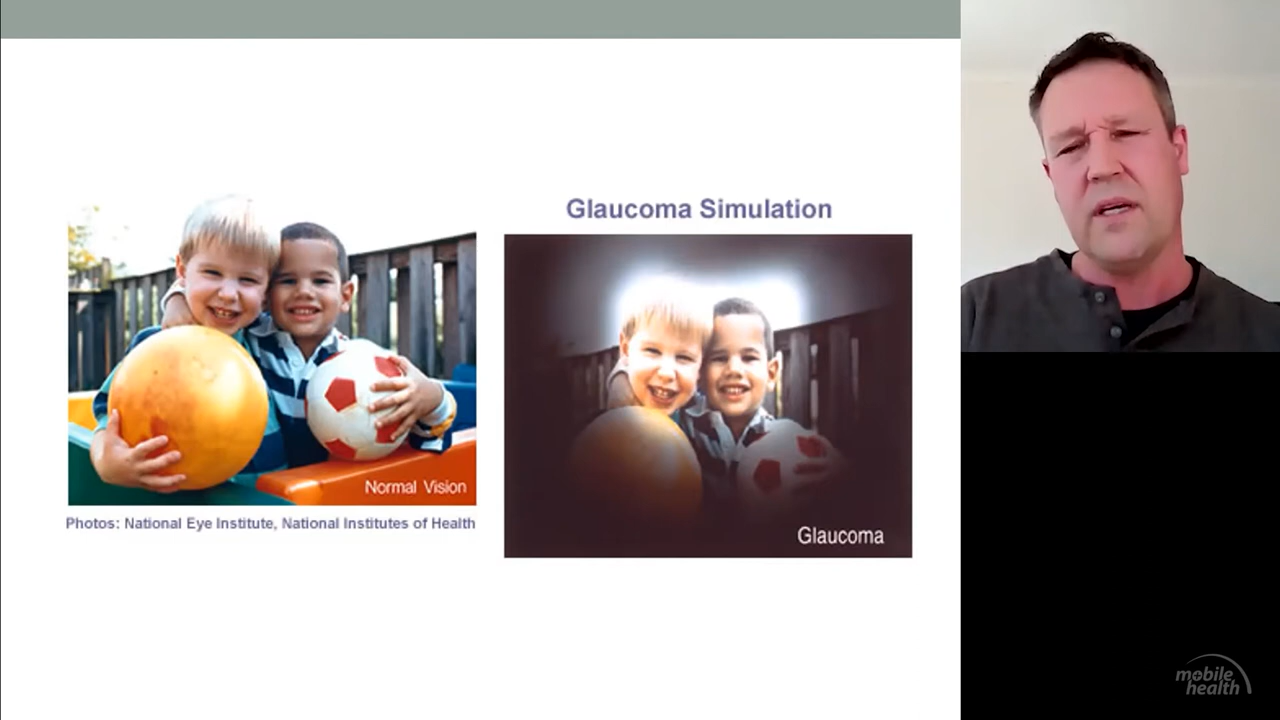 Glaucoma Simulation
Normal Vision
Photos: National Eye Institute, National Institutes of Health
Glaucoma
mobile
health